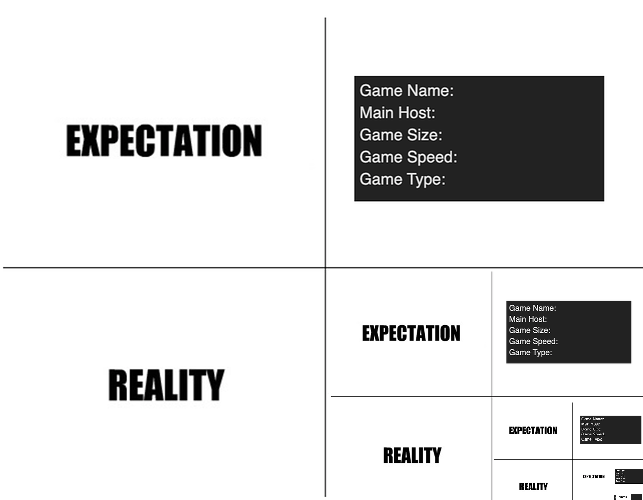 EXPECTATION
Game Name:
Main Host:
Game Size:
Game Speed:
Game Type:
REALITY
EXPECTATION
Game Name:
Main Host:
Game Size:
Game Speed:
Game Type:
REALITY
EXPECTATION
REALITY